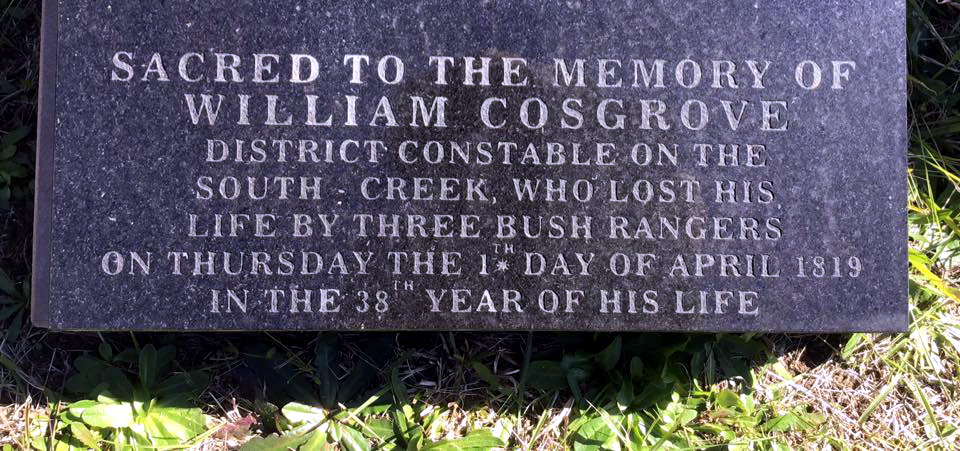 SACRED TO THE MEMORY OF
WILLIAM COSGROVE
DISTRICT CONSTABLE ON THE
SOUTH - CREEK, WHO LOST HIS
LIFE BY THREE BUSH RANGERS
ON THURSDAY THE 1TH* DAY OF APRIL 1819
IN THE 38TH YEAR OF HIS LIFE